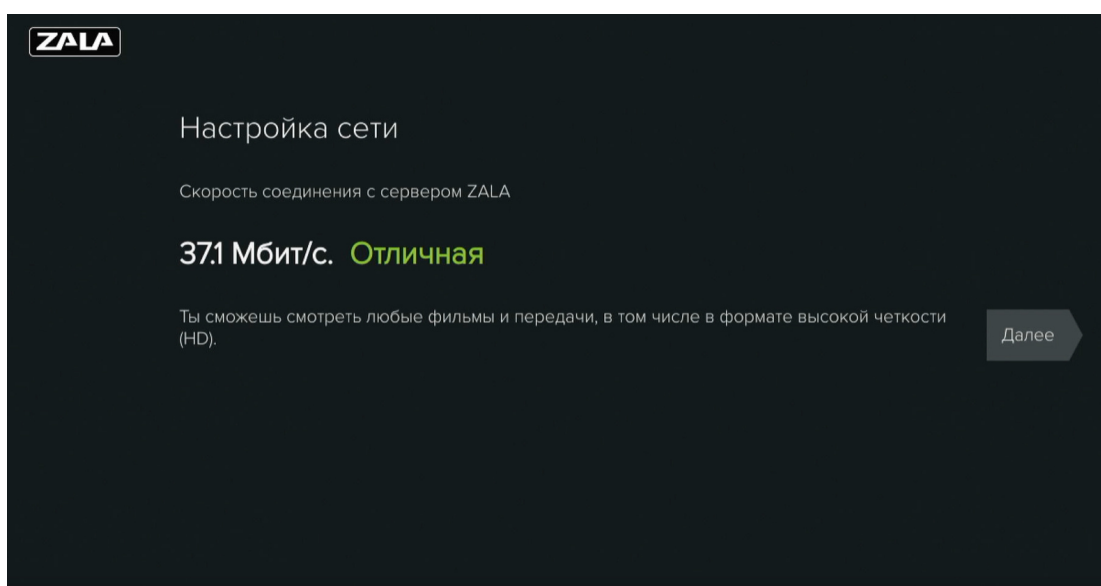 ZALA
Настройка сети
Скорость соединения с сервером ZALA
37.1 Мбит/с. Отличная
Ты сможешь смотреть любые фильмы и передачи, в том числе в формате высокой четкости
(HD).
Далее